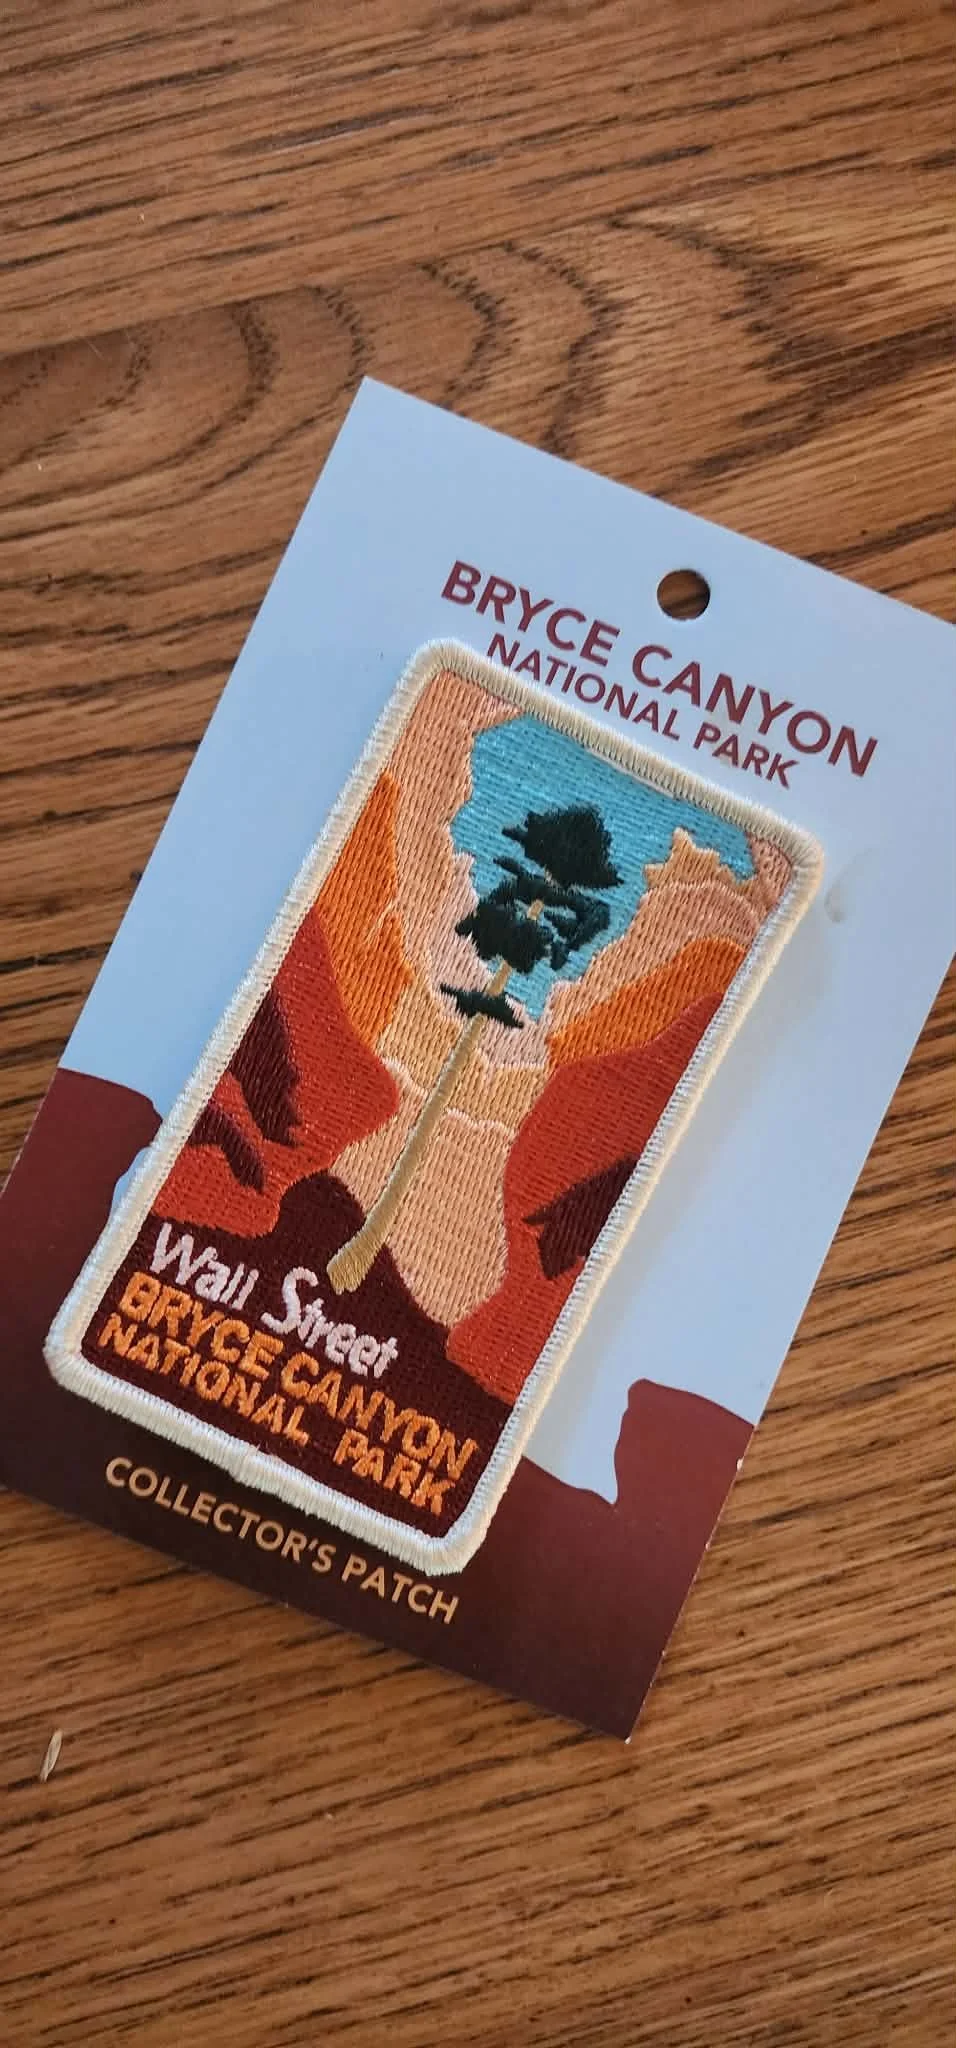 BRYCE CANYON
NATIONAL PARK
Wall Street
BRYCE CANYON
NATIONAL PARK
COLLECTOR'S PATCH